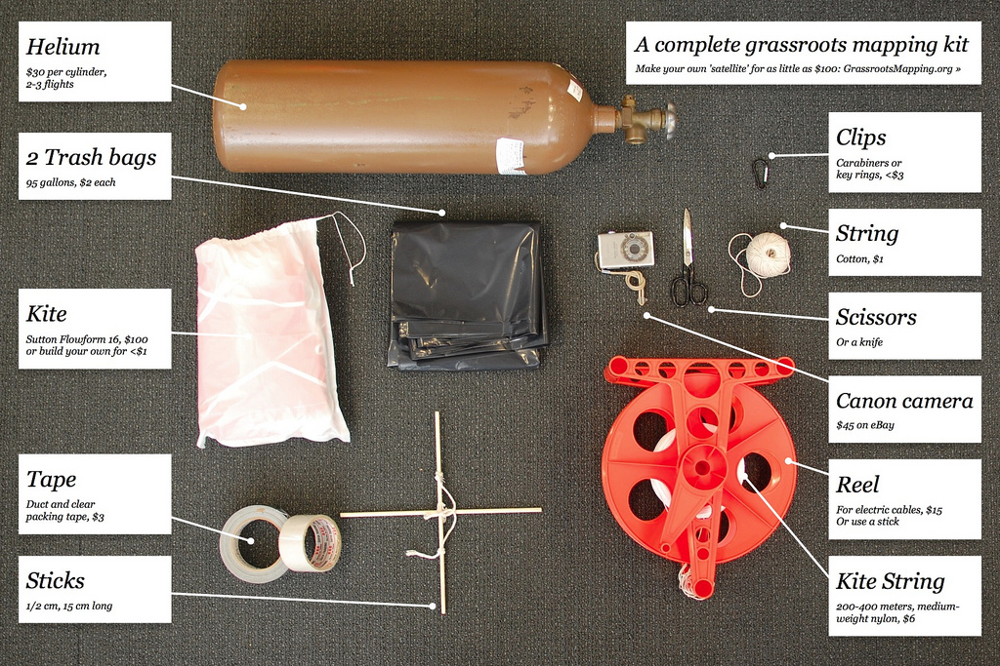 Helium
$30 per cylinder,
2-3 flights
A complete grassroots mapping kit
Make your own 'satellite' for as little as $100: GrassrootsMapping.org »
2 Trash bags
95 gallons, $2 each
Clips
Carabiners or
key rings, <$3
String
Cotton, $1
Kite
Sutton Flowform 16, $100
or build your own for <$1
Scissors
Or a knife
Canon camera
$45 on eBay
Tape
Duct and clear
packing tape, $3
Reel
For electric cables, $15
Or use a stick
Sticks
1/2 cm, 15 cm long
Kite String
200-400 meters, medium-
weight nylon, $6